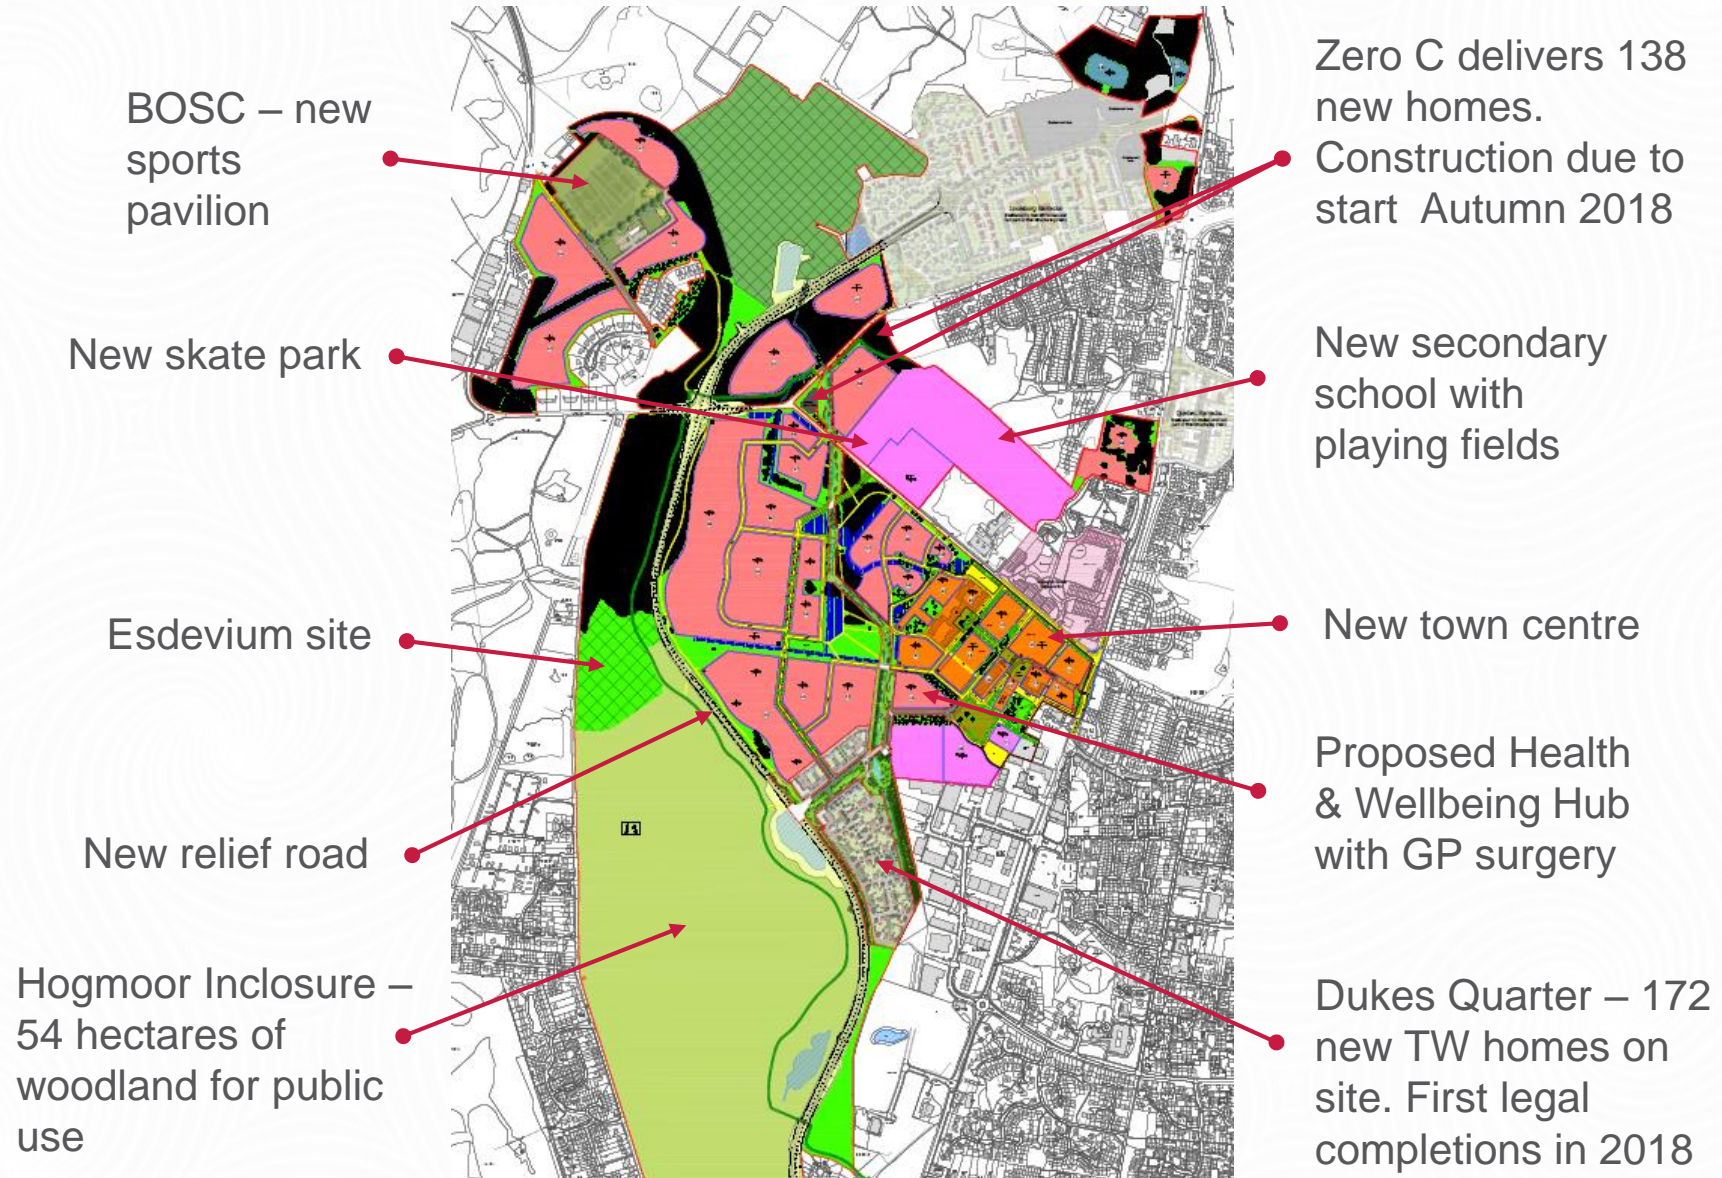 BOSC – new
sports
pavilion
New skate park
Esdevium site
New relief road
Hogmoor Inclosure –
54 hectares of
woodland for public
use
Zero C delivers 138
new homes.
Construction due to
start Autumn 2018
New secondary
school with
playing fields
New town centre
Proposed Health
& Wellbeing Hub
with GP surgery
Dukes Quarter – 172
new TW homes on
site. First legal
completions in 2018